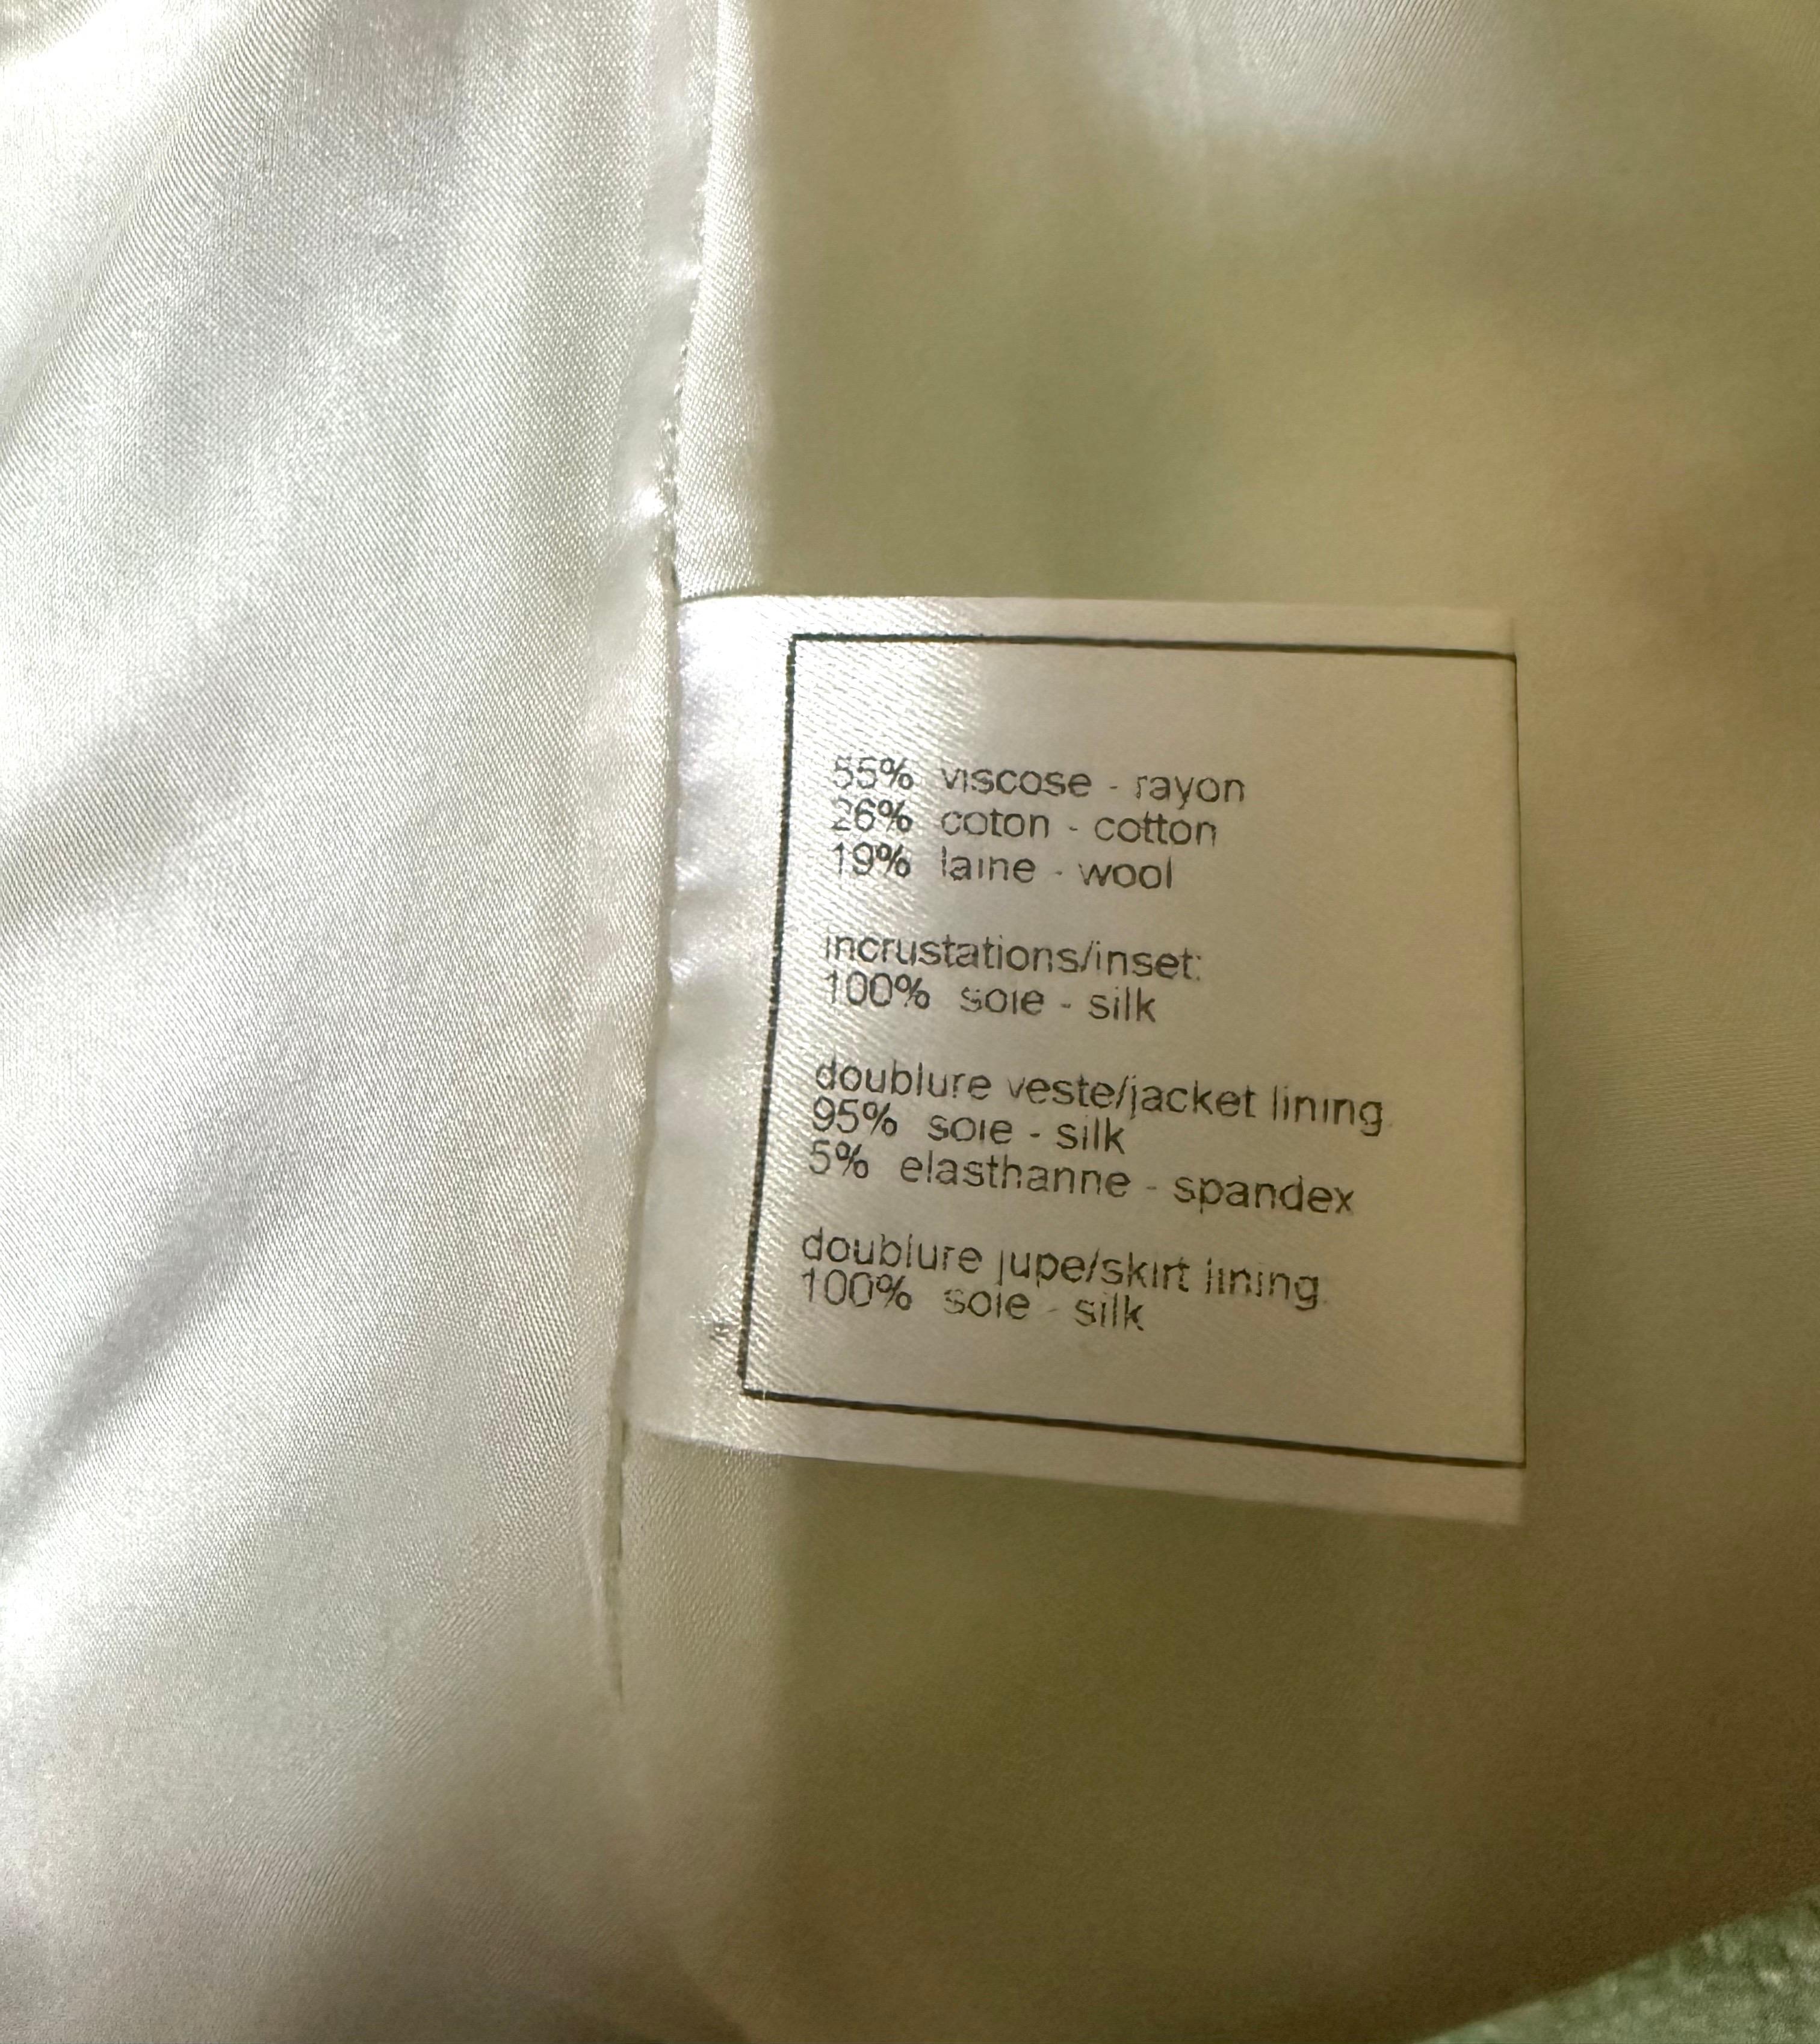 55% viscose - rayon
26% coton - cotton
19% laine - wool
incrustations/inset:
100% soie - silk
doublure veste/jacket lining
95% soie - silk
5% elasthanne - spandex
doublure jupe/skirt lining
100% soie - silk